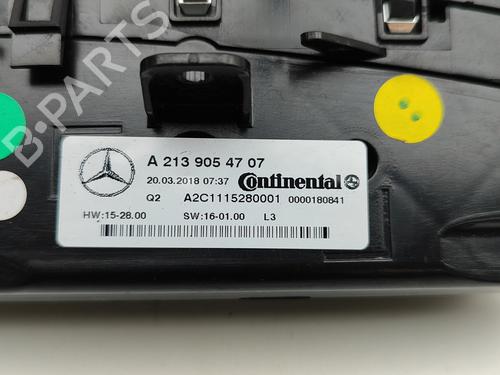 B-PARTS
A 213 905 47 07
20.03.2018 07:37 Continental
Q2 A2C1115280001 0000180841
HW:15-28.00 SW:16-01.00 L3